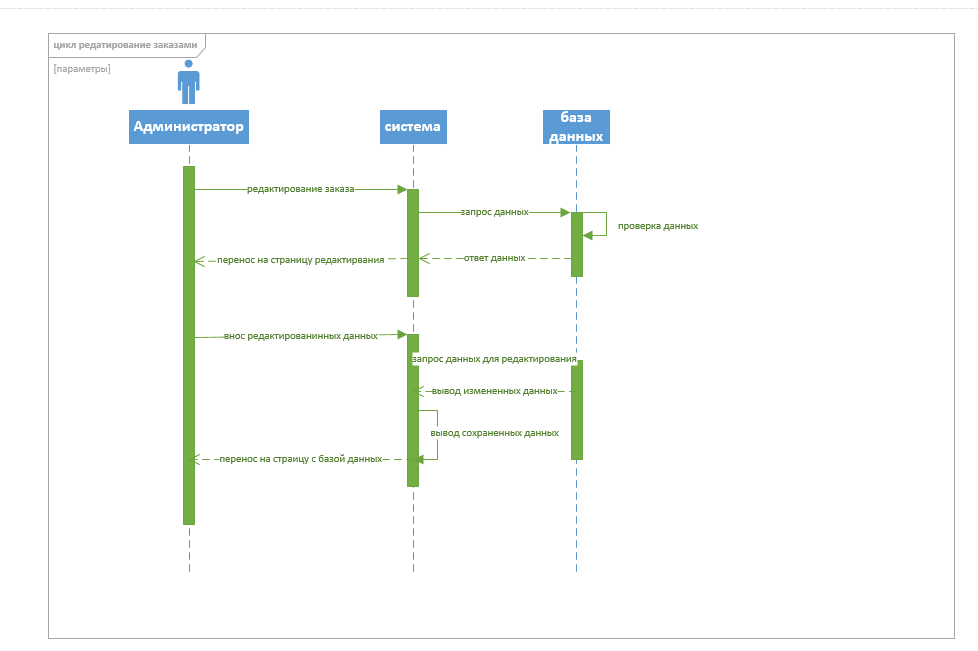 цикл редатирование заказами
[параметры]
Администратор
система
база
данных
редактирование заказа
запрос данных
проверка данных
ответ данных
перенос на страницу редактирвания
внос редактированинных данных
запрос данных для редактирования
вывод измененных данных
вывод сохраненных данных
перенос на страицу с базой данных